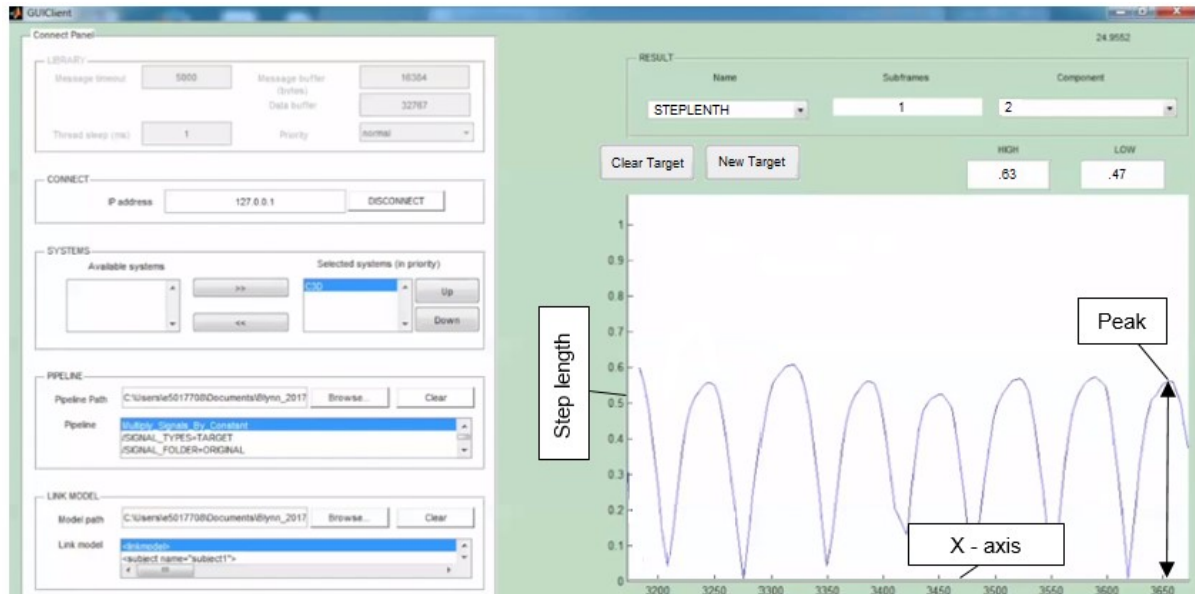 GUIClient
Connect Panel
24.9552
LIBRARY
Message timeout 5000 Message buffer (bytes) 16384
Data buffer 32767
Thread sleep (ms) 1 Priority normal
CONNECT
IP address 127.0.0.1 DISCONNECT
SYSTEMS
Available systems Selected systems (in priority)
>> C3D Up
<< Down
PIPELINE
Pipeline Path C:\Users\e5017708\Documents\Blynn_2017 Browse... Clear
Pipeline Multiply_Signals_By_Constant
/SIGNAL_TYPES=TARGET
/SIGNAL_FOLDER=ORIGINAL
LINK MODEL
Model path C:\Users\e5017708\Documents\Blynn_2017 Browse... Clear
Link model <linkmodel>
<subject name="subject1">
RESULT
Name Subframes Component
STEPLENTH 1 2
Clear Target New Target
HIGH LOW
.63 .47
1
0.9
0.8
0.7
0.6
0.5
0.4
0.3
0.2
0.1
0
Step length
Peak
X - axis
3200 3250 3300 3350 3400 3450 3500 3550 3600 3650